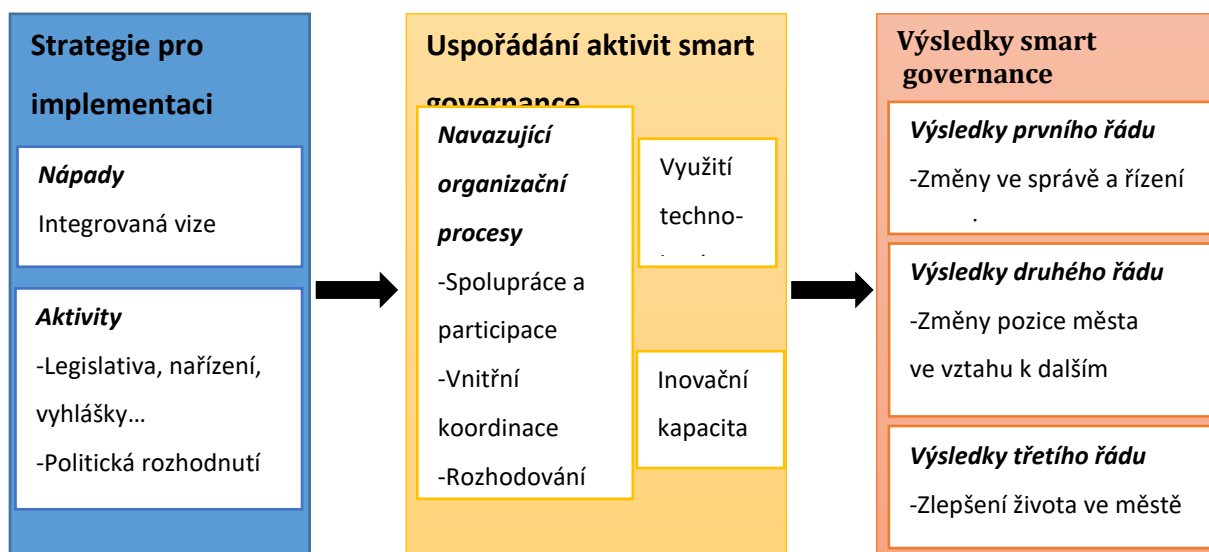 Strategie pro
implementaci
Nápady
Integrovaná vize
Aktivity
-Legislativa, nařízení,
vyhlášky…
-Politická rozhodnutí
Uspořádání aktivit smart
governance
Navazující
organizační
procesy
-Spolupráce a
participace
-Vnitřní
koordinace
-Rozhodování
Využití
techno-
Inovační
kapacita
Výsledky smart
governance
Výsledky prvního řádu
-Změny ve správě a řízení
Výsledky druhého řádu
-Změny pozice města
ve vztahu k dalším
Výsledky třetího řádu
-Zlepšení života ve městě